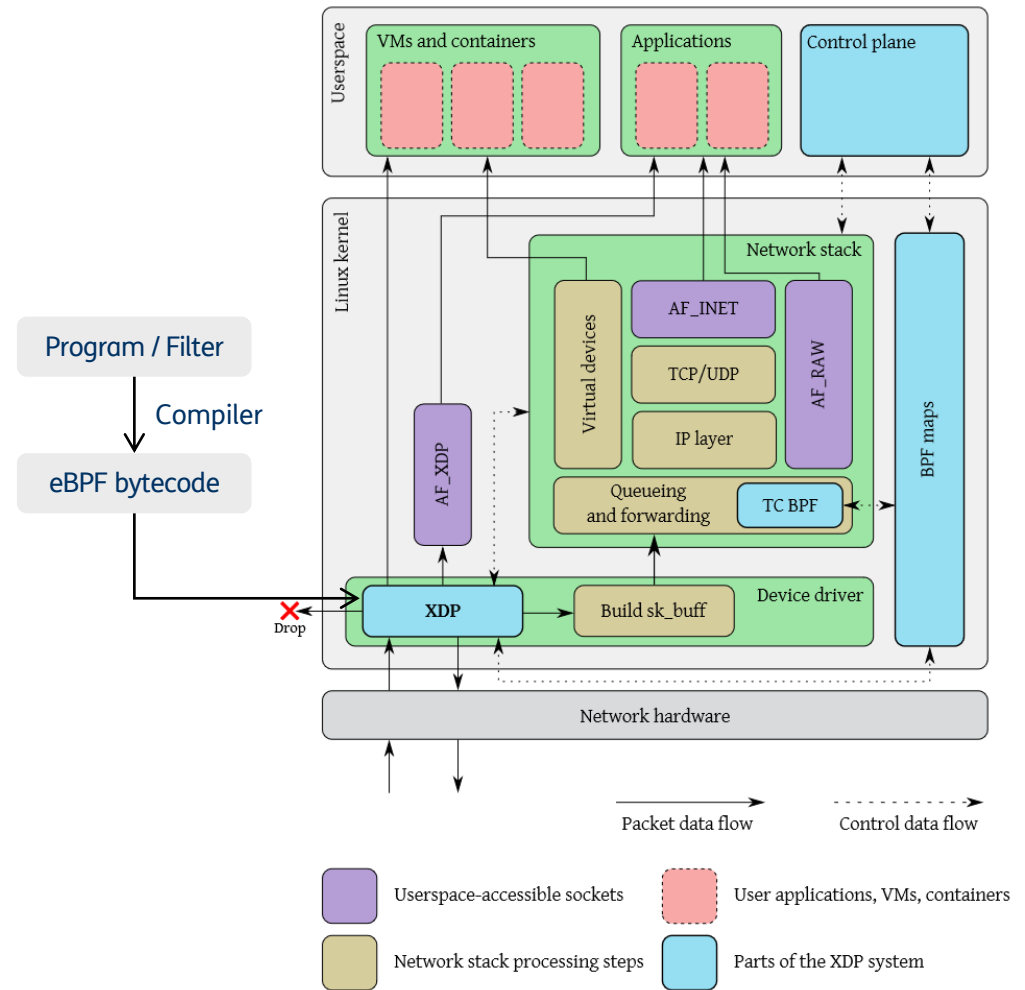 Userspace
VMs and containers
Applications
Control plane
Linux kernel
Network stack
Virtual devices
AF_INET
TCP/UDP
IP layer
AF_RAW
BPF maps
Program / Filter
Compiler
eBPF bytecode
AF_XDP
Queueing
and forwarding
TC BPF
Device driver
XDP
Build sk_buff
Drop
Network hardware
Packet data flow
Control data flow
Userspace-accessible sockets
User applications, VMs, containers
Network stack processing steps
Parts of the XDP system